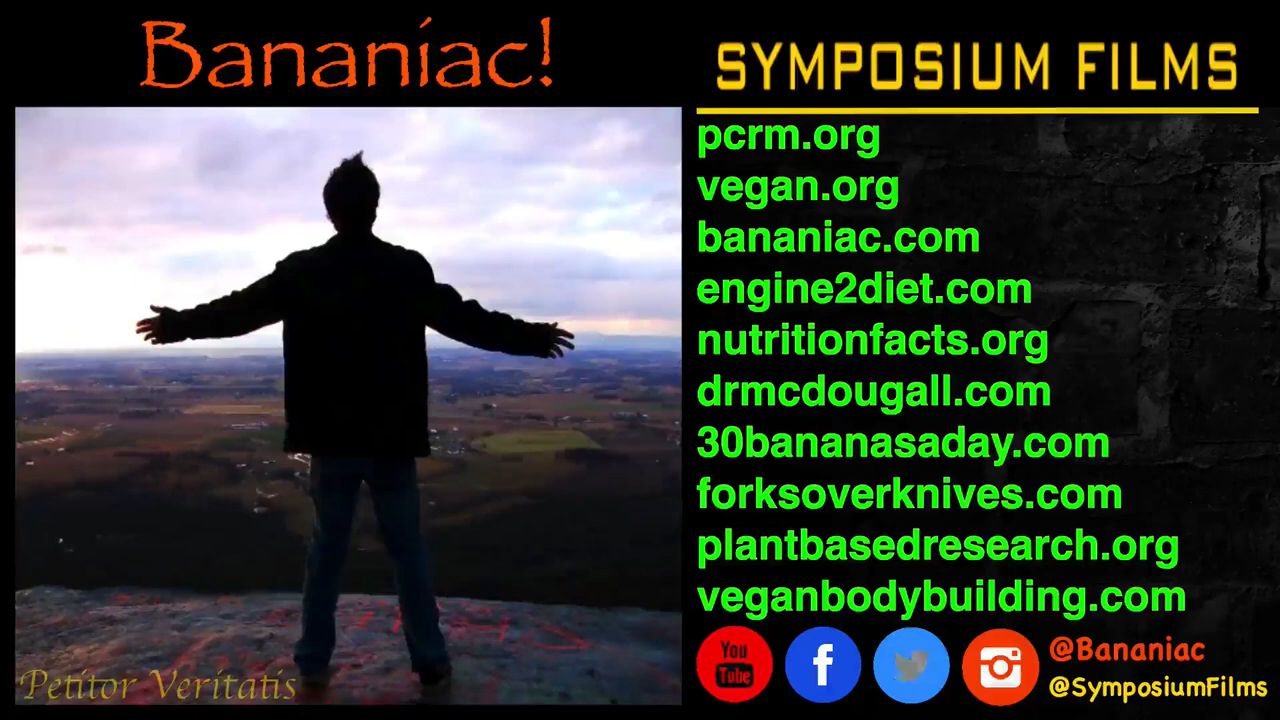 Bananiac!
Petitor Veritatis
SYMPOSIUM FILMS
pcrm.org
vegan.org
bananiac.com
engine2diet.com
nutritionfacts.org
drmcdougall.com
30bananasaday.com
forksoverknives.com
plantbasedresearch.org
veganbodybuilding.com
You
Tube
@Bananiac
@SymposiumFilms